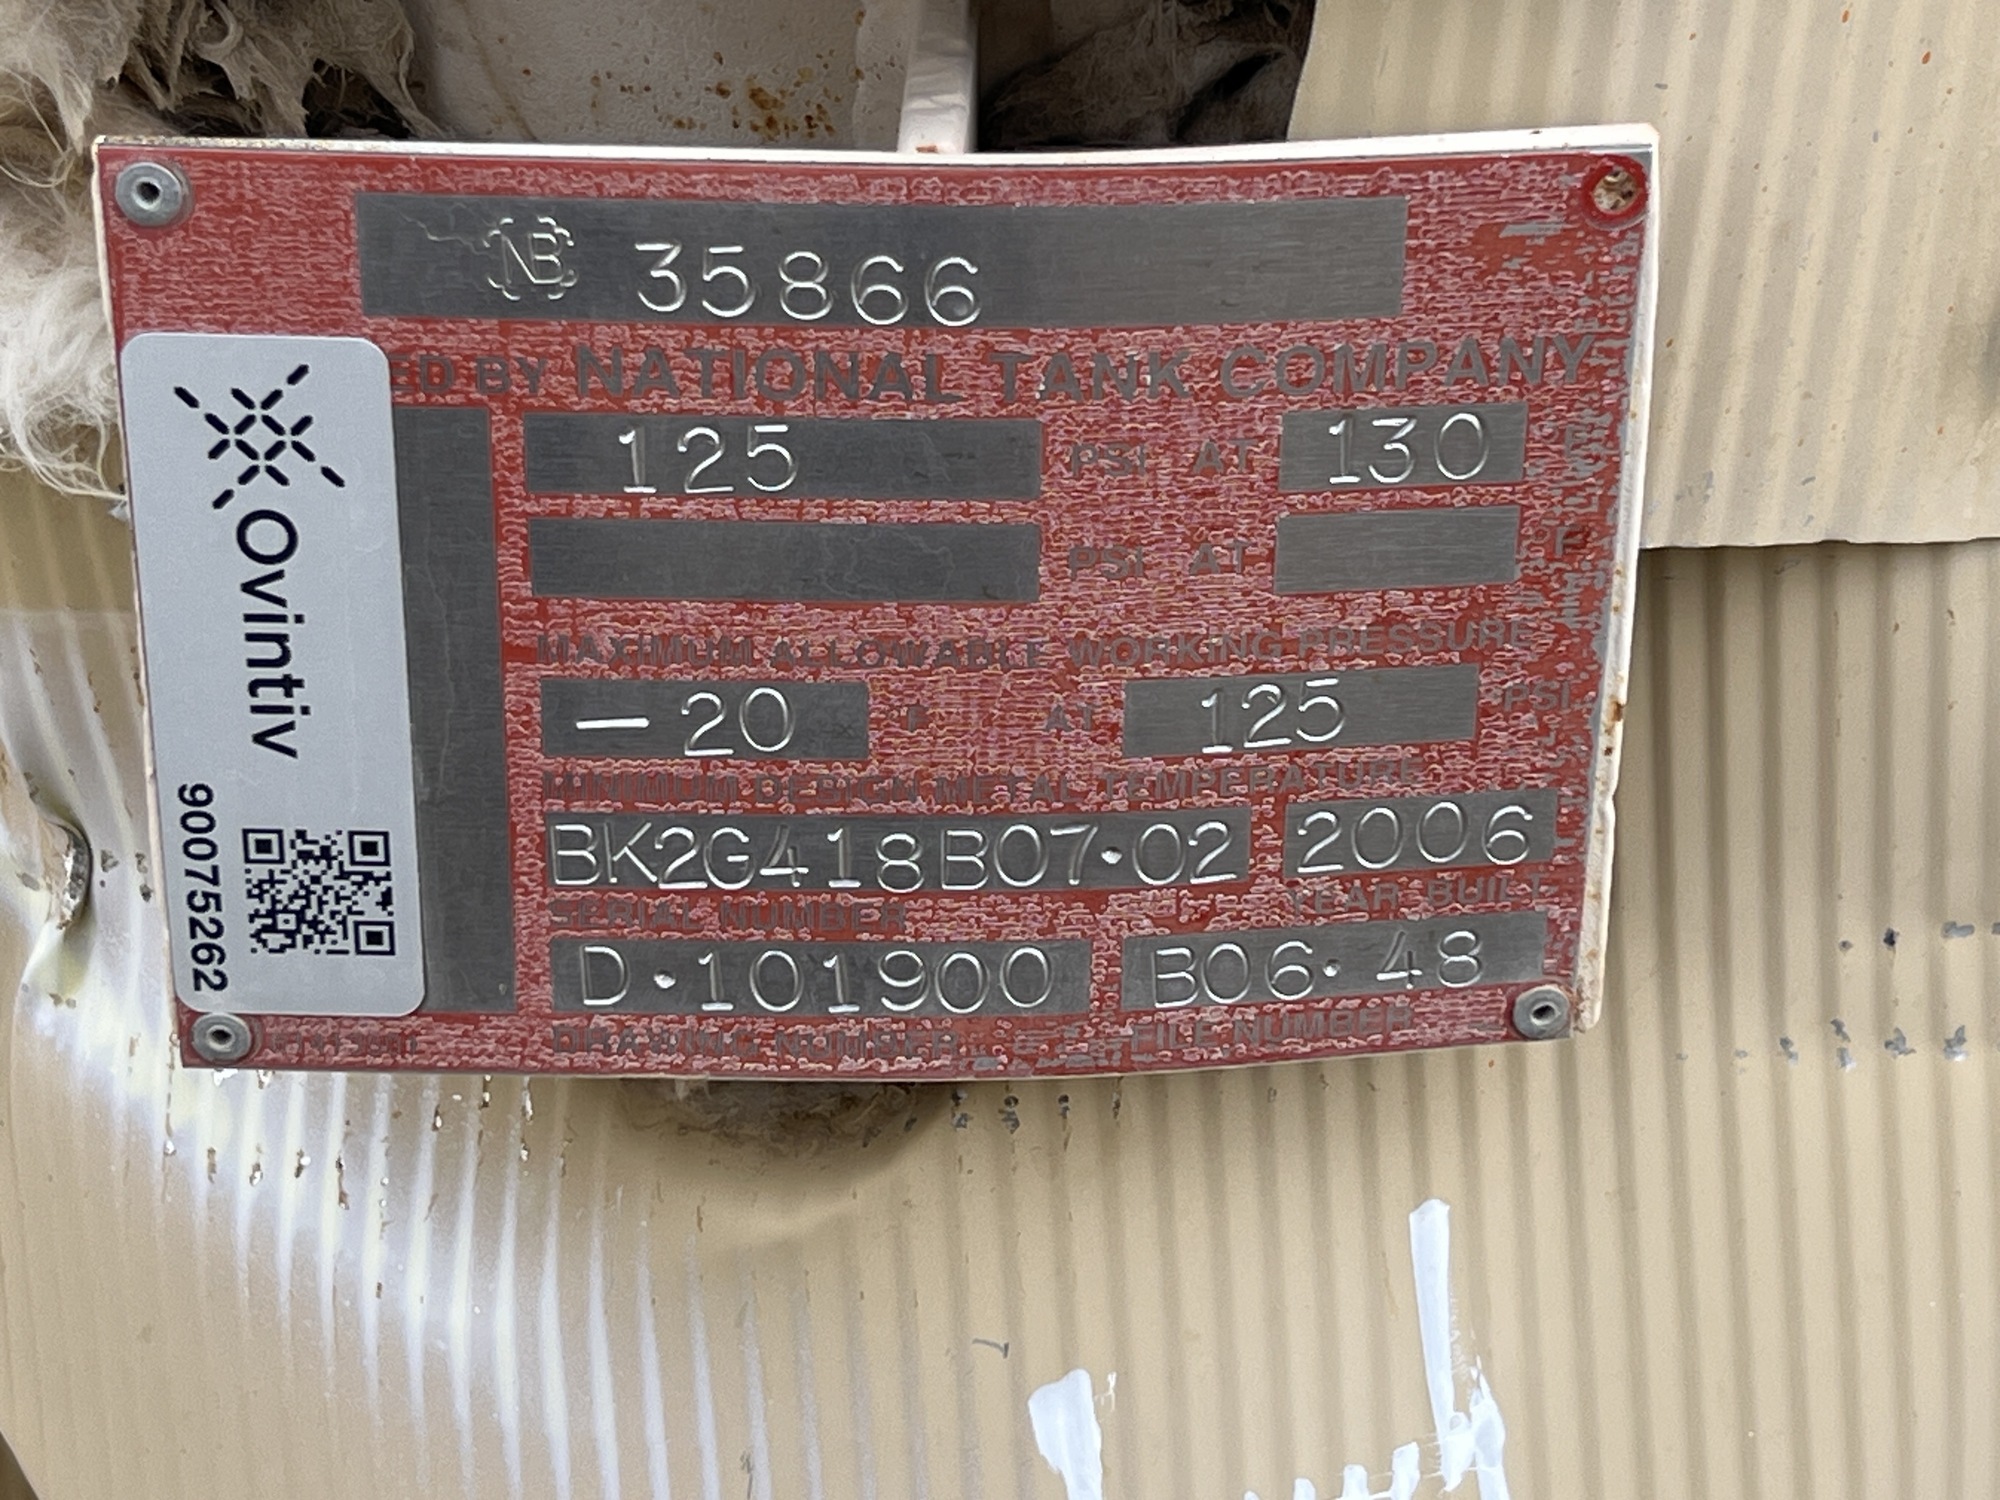 NB 35866
ED BY NATIONAL TANK COMPANY
125 PSI AT 130 °F
PSI AT °F
MAXIMUM ALLOWABLE WORKING PRESSURE
-20 °F AT 125 PSI
MINIMUM DESIGN METAL TEMPERATURE
BK2G418B07·02 2006
SERIAL NUMBER YEAR BUILT
D·101900 B06·48
DRAWING NUMBER FILE NUMBER
Ovintiv
90075262